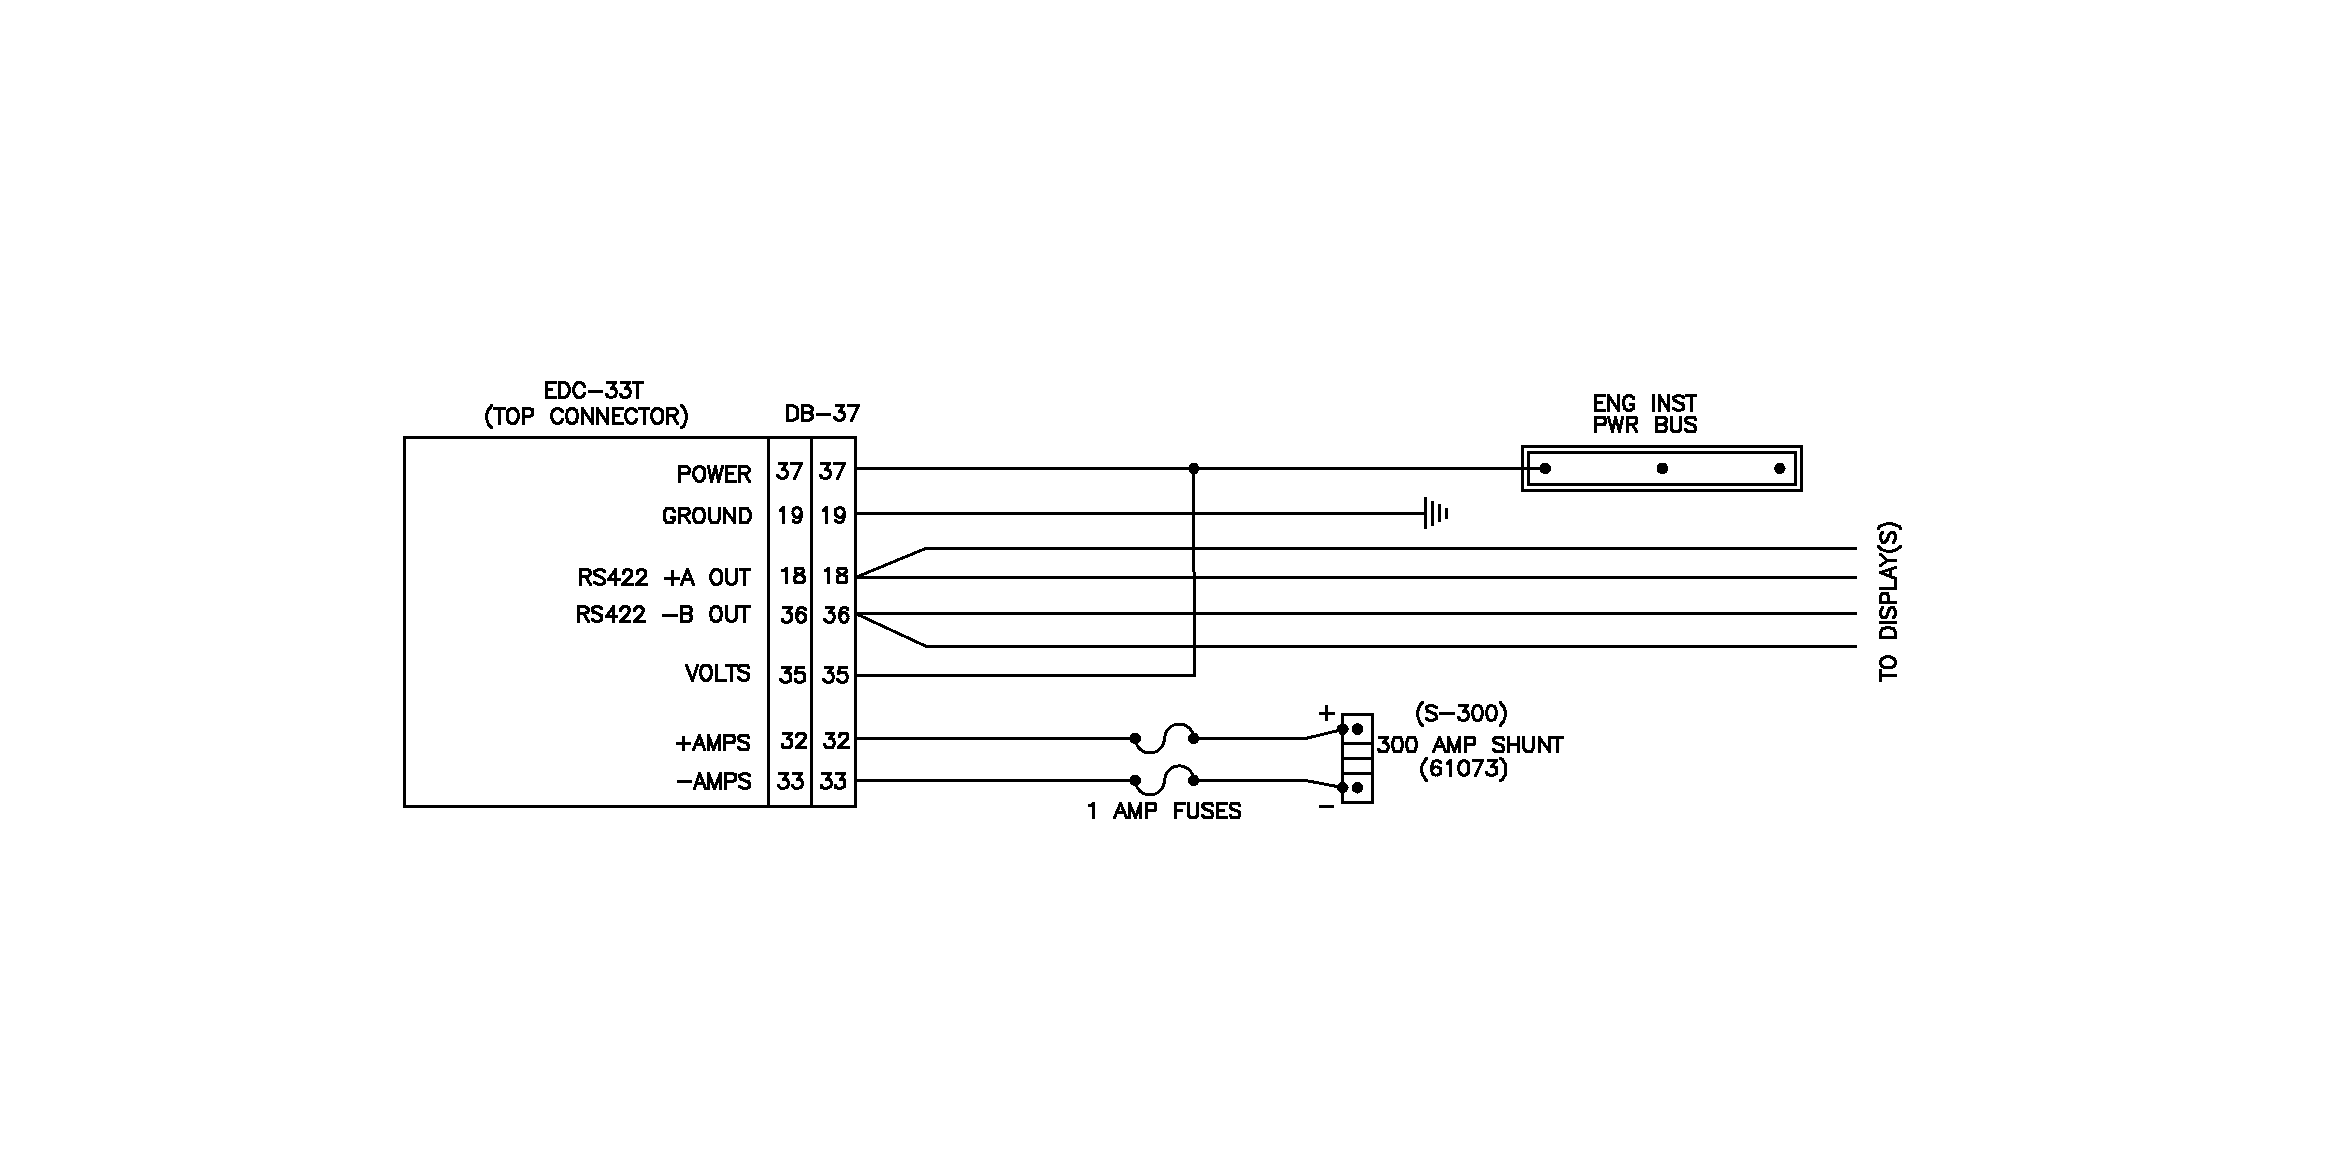 EDC-33T
(TOP CONNECTOR)
DB-37
ENG INST
PWR BUS
POWER 37 37
GROUND 19 19
RS422 +A OUT 18 18
RS422 -B OUT 36 36
VOLTS 35 35
TO DISPLAY(S)
+AMPS 32 32
-AMPS 33 33
1 AMP FUSES
+
(S-300)
300 AMP SHUNT
(61073)
-